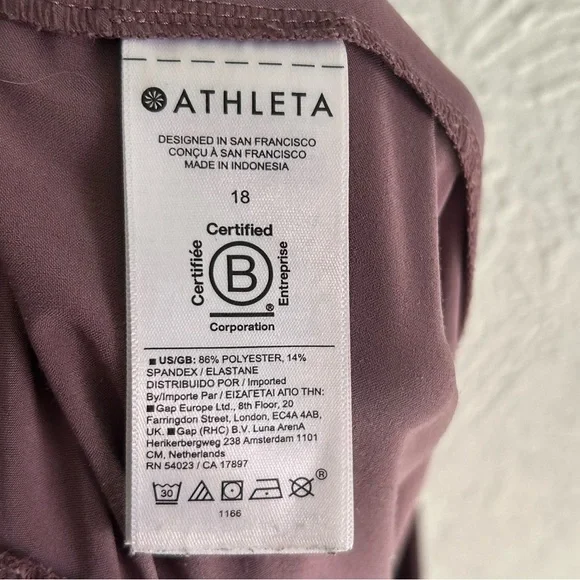 ATHLETA
DESIGNED IN SAN FRANCISCO
CONÇU À SAN FRANCISCO
MADE IN INDONESIA
18
Certified
Certifiée
B
Entreprise
®
Corporation
US/GB: 86% POLYESTER, 14%
SPANDEX / ELASTANE
DISTRIBUIDO POR / Imported
By/Importe Par / ΕΙΣΑΓΕΤΑΙ ΑΠΟ ΤΗΝ:
Gap Europe Ltd., 8th Floor, 20
Farringdon Street, London, EC4A 4AB,
UK. Gap (RHC) B.V. Luna ArenA
Herikerbergweg 238 Amsterdam 1101
CM, Netherlands
RN 54023 / CA 17897
30 ®
1166